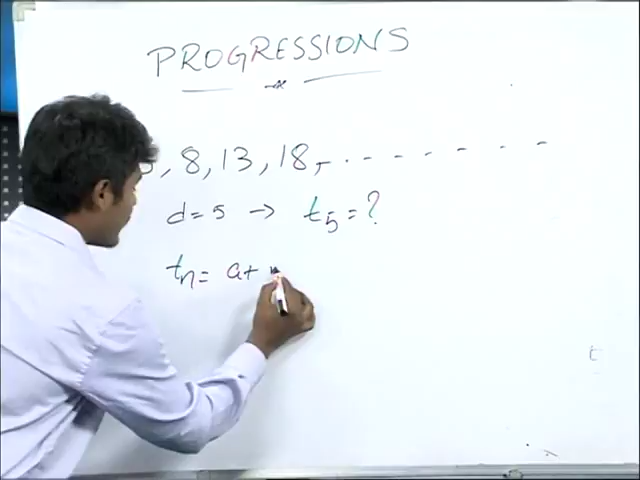 PROGRESSIONS
, 8, 13, 18, - . - - - - - - -
d = 5 → t5 = ?
tn = a +
t